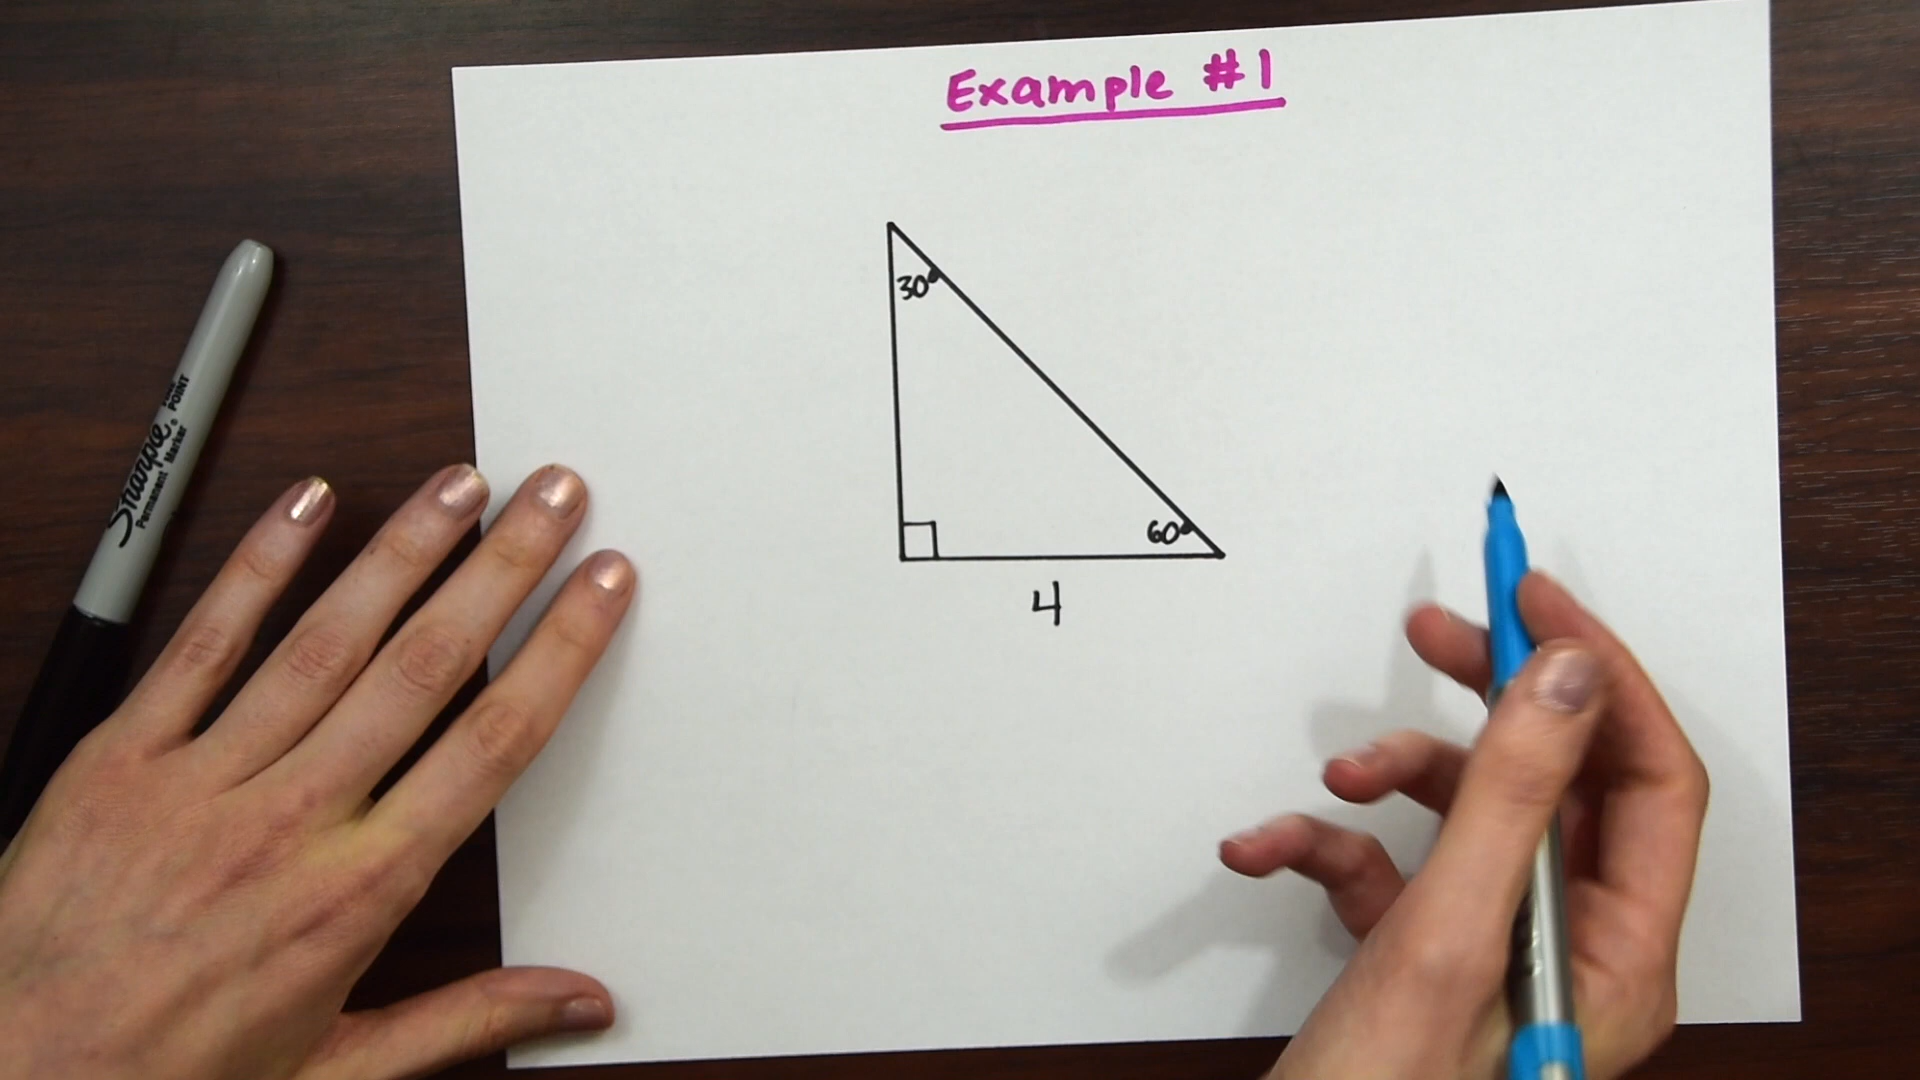 Example #1
30°
60°
4
Sharpie®
FINE POINT
Permanent Marker